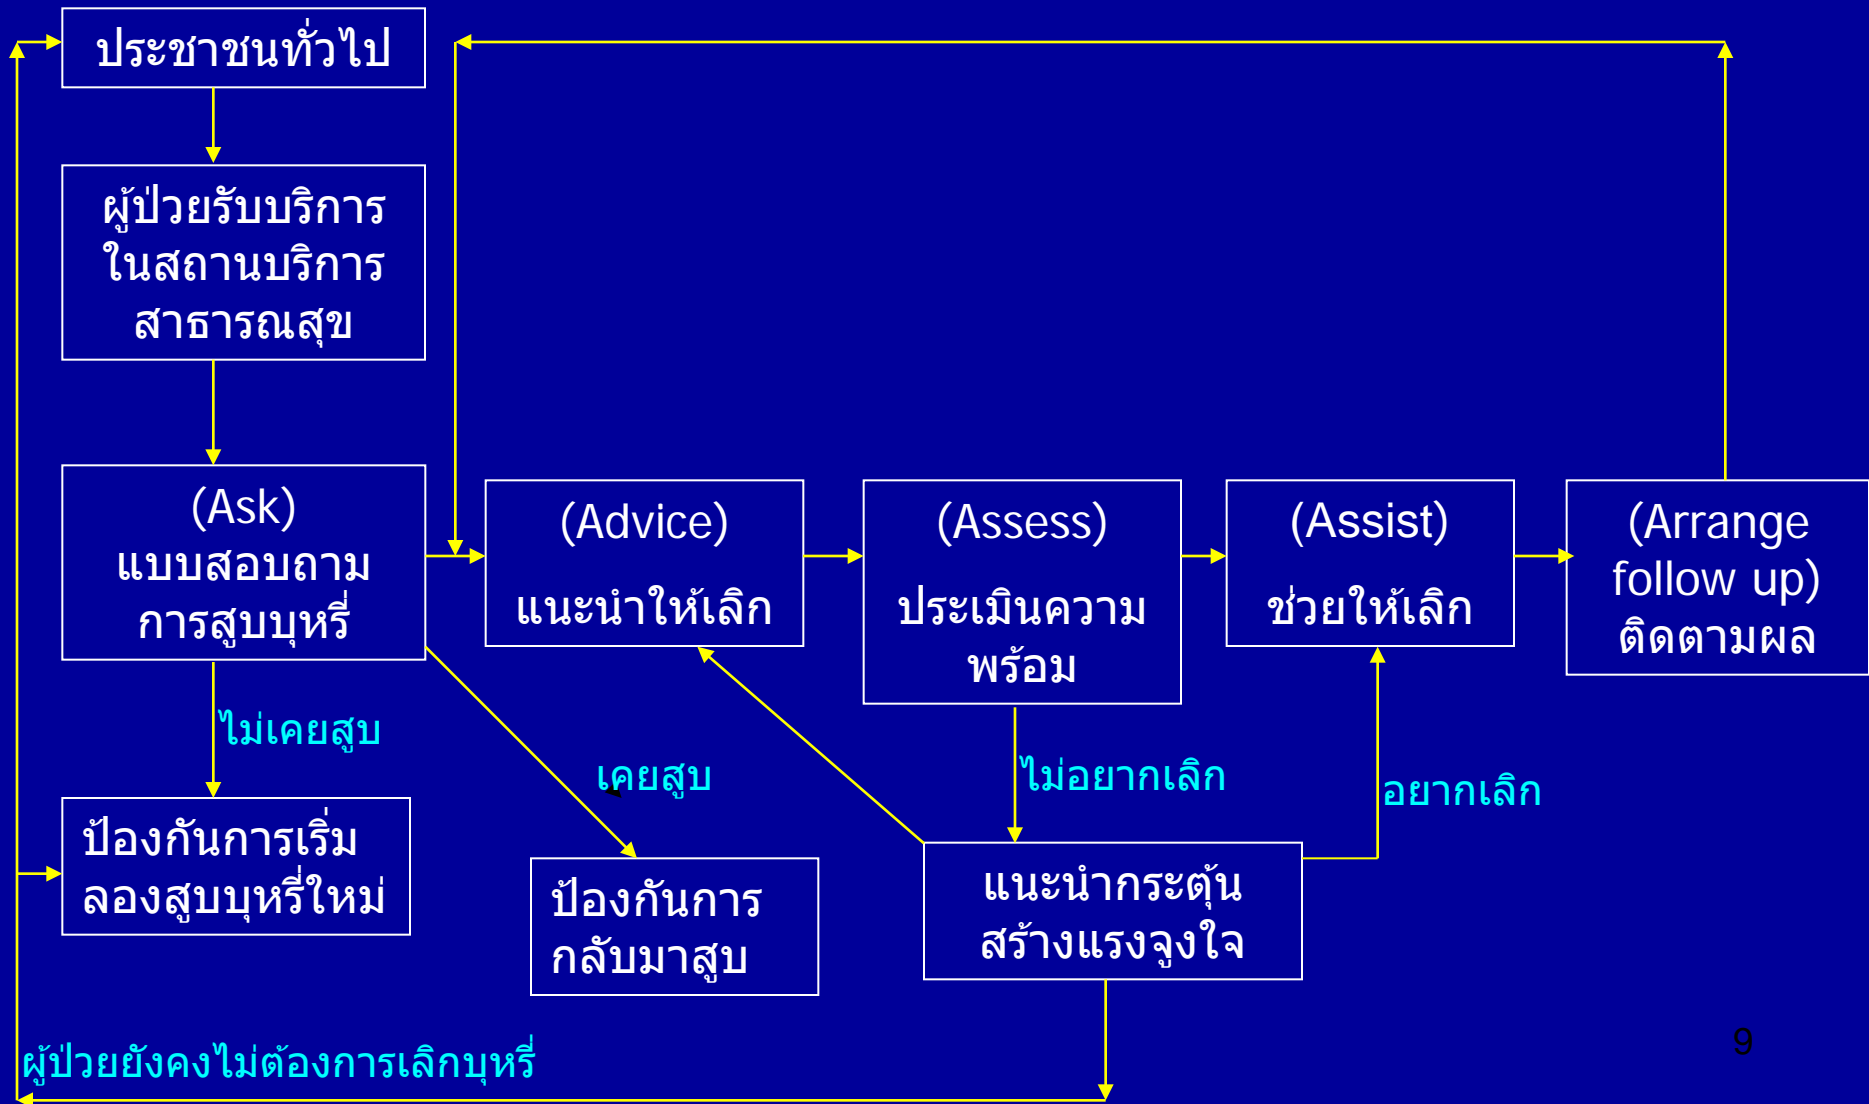 ประชาชนทั่วไป
ผู้ป่วยรับบริการ
ในสถานบริการ
สาธารณสุข
(Ask)
แบบสอบถาม
การสูบบุหรี่
(Advice)
แนะนำให้เลิก
(Assess)
ประเมินความ
พร้อม
(Assist)
ช่วยให้เลิก
(Arrange
follow up)
ติดตามผล
ไม่เคยสูบ
เคยสูบ
ไม่อยากเลิก
อยากเลิก
ป้องกันการเริ่ม
ลองสูบบุหรี่ใหม่
ป้องกันการ
กลับมาสูบ
แนะนำกระตุ้น
สร้างแรงจูงใจ
ผู้ป่วยยังคงไม่ต้องการเลิกบุหรี่
9